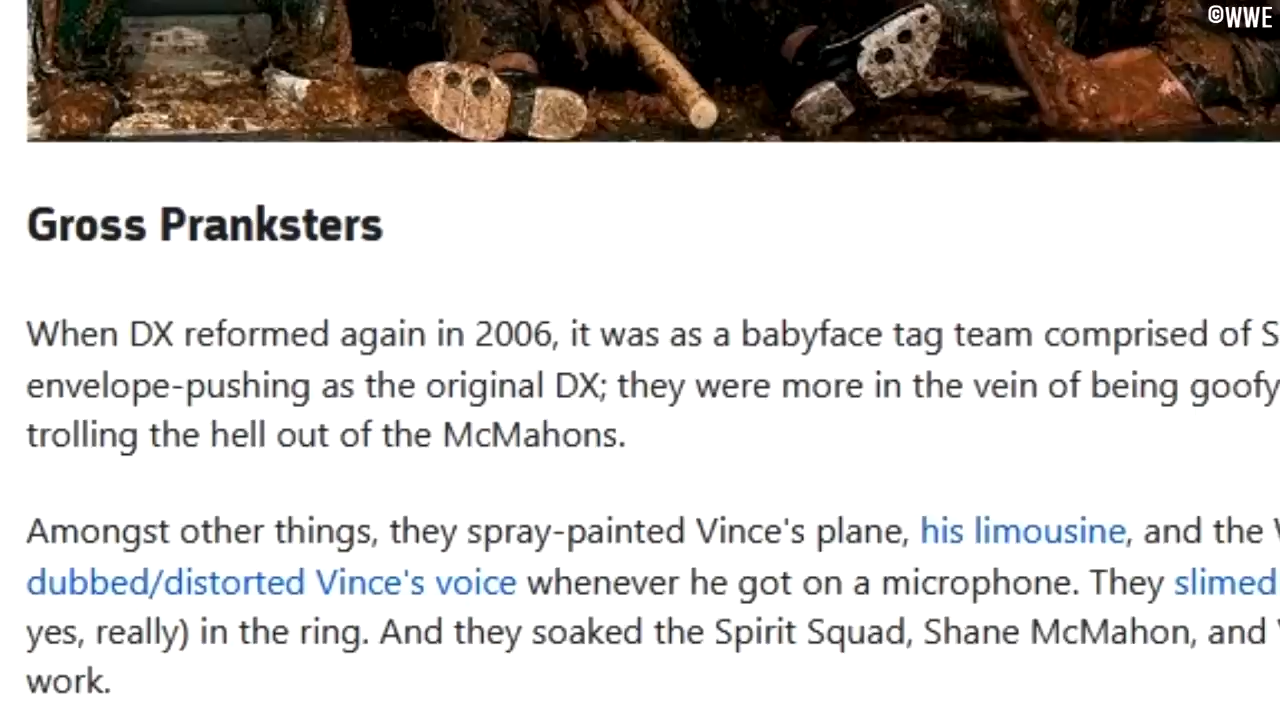 ©WWE
Gross Pranksters
When DX reformed again in 2006, it was as a babyface tag team comprised of S
envelope-pushing as the original DX; they were more in the vein of being goofy
trolling the hell out of the McMahons.
Amongst other things, they spray-painted Vince's plane, his limousine, and the
dubbed/distorted Vince's voice whenever he got on a microphone. They slimed
yes, really) in the ring. And they soaked the Spirit Squad, Shane McMahon, and
work.